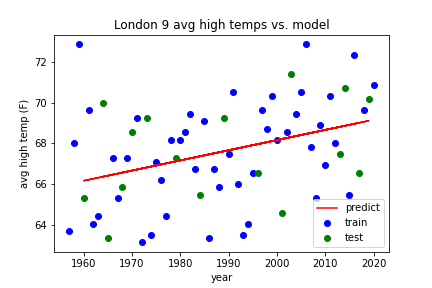 London 9 avg high temps vs. model
avg high temp (F)
72
70
68
66
64
1960
1970
1980
1990
2000
2010
2020
year
predict
train
test